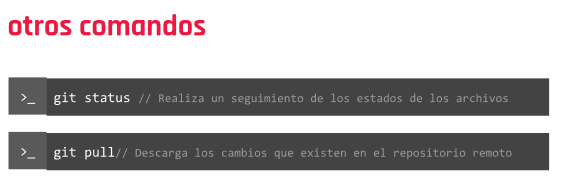 otros comandos
>_ git status // Realiza un seguimiento de los estados de los archivos
>_ git pull// Descarga los cambios que existen en el repositorio remoto